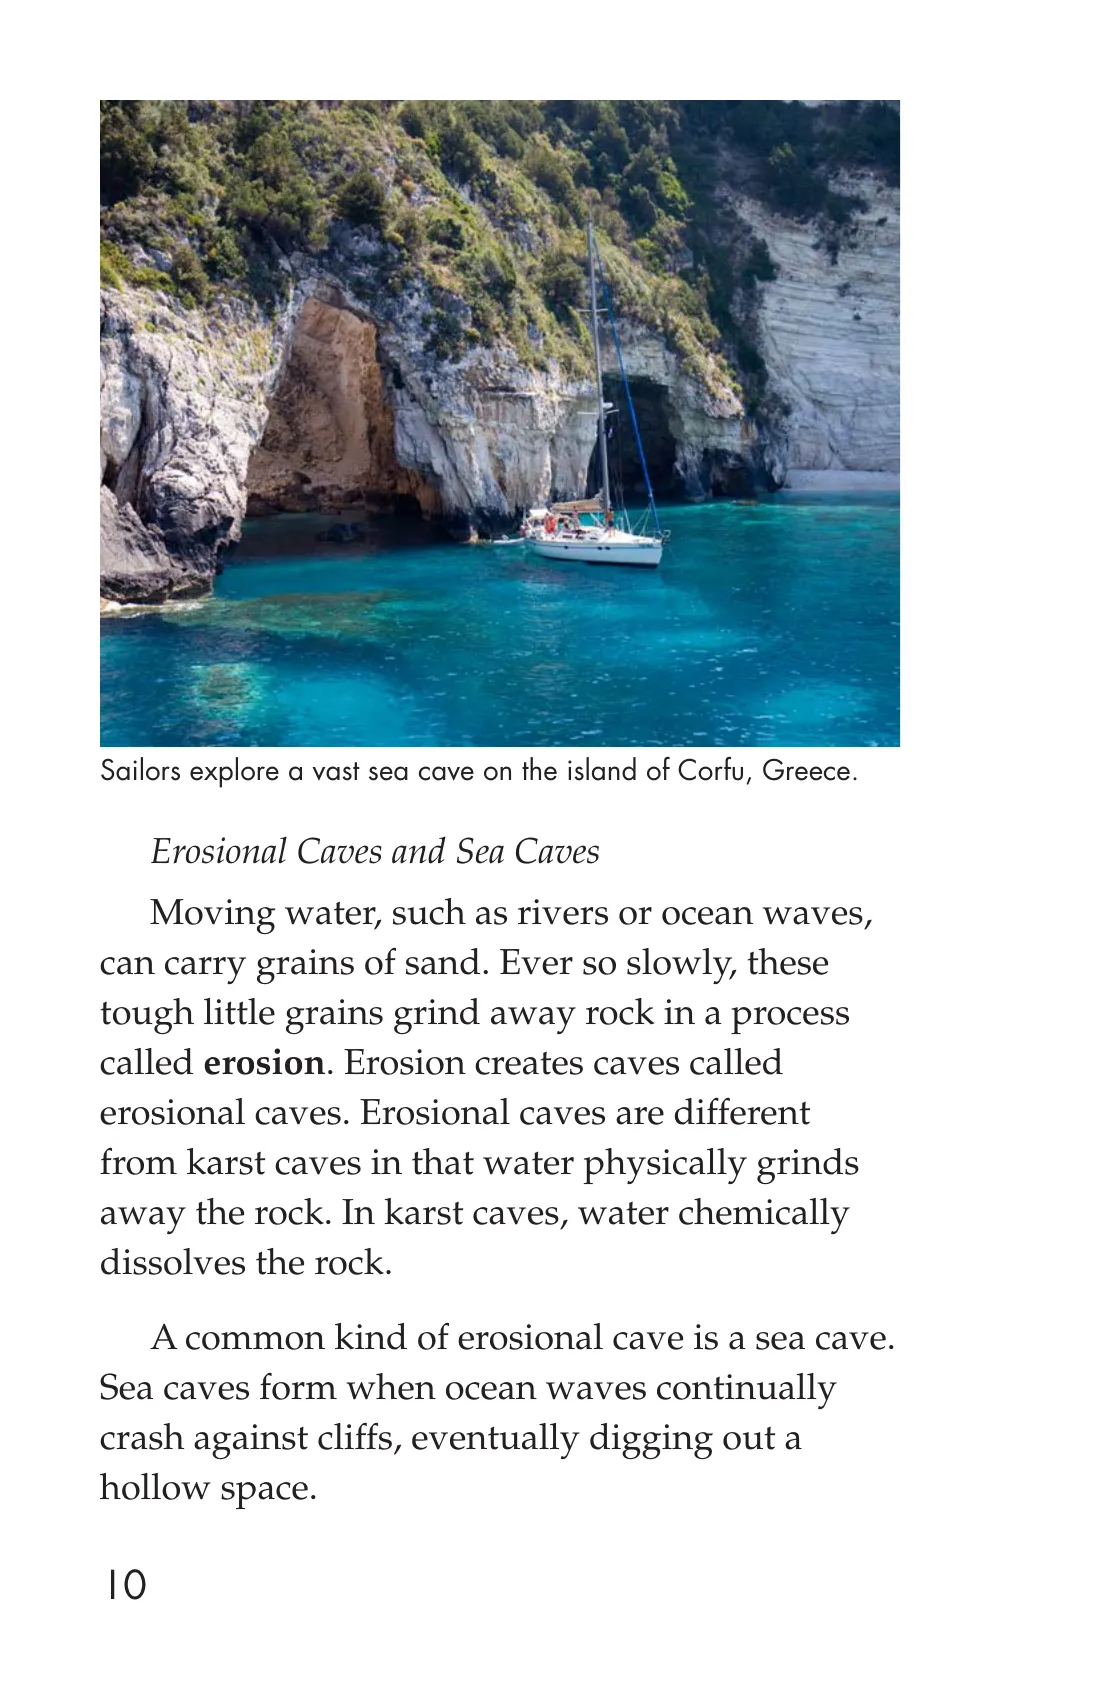 Sailors explore a vast sea cave on the island of Corfu, Greece.
Erosional Caves and Sea Caves
Moving water, such as rivers or ocean waves,
can carry grains of sand. Ever so slowly, these
tough little grains grind away rock in a process
called erosion. Erosion creates caves called
erosional caves. Erosional caves are different
from karst caves in that water physically grinds
away the rock. In karst caves, water chemically
dissolves the rock.
A common kind of erosional cave is a sea cave.
Sea caves form when ocean waves continually
crash against cliffs, eventually digging out a
hollow space.
10